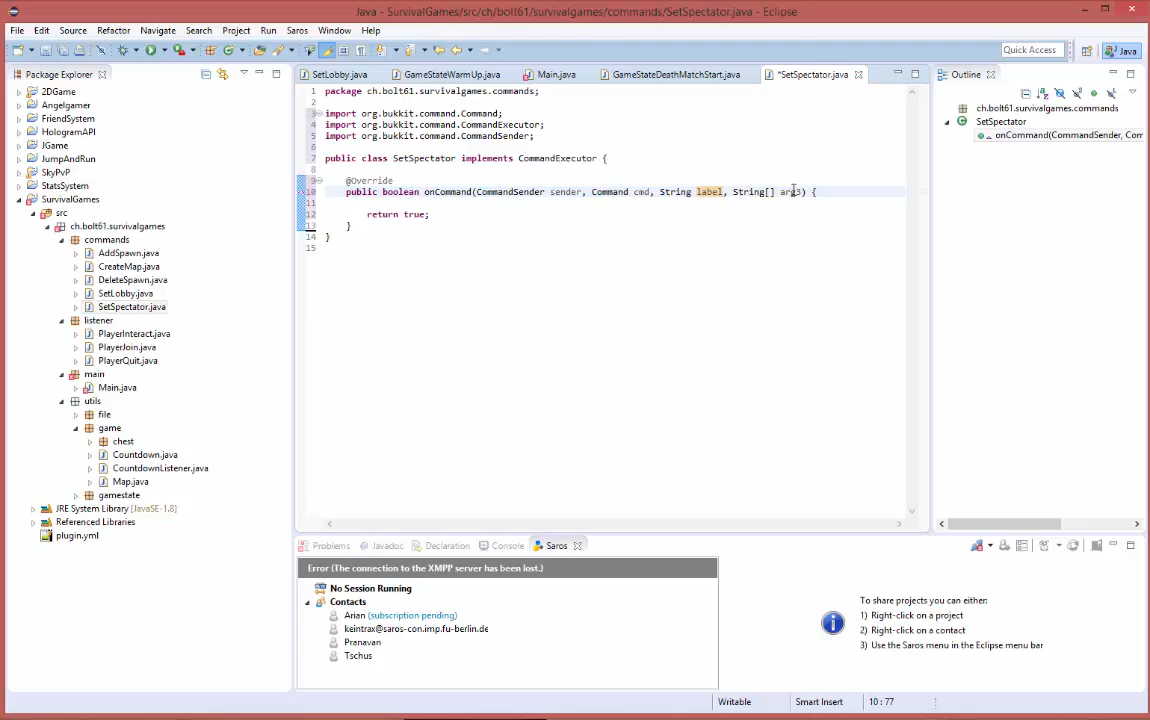 Java - SurvivalGames/src/ch/bolt61/survivalgames/commands/SetSpectator.java - Eclipse
File Edit Source Refactor Navigate Search Project Run Saros Window Help
Quick Access
Java
Package Explorer
2DGame
Angelgamer
FriendSystem
HologramAPI
JGame
JumpAndRun
SkyPvP
StatsSystem
SurvivalGames
src
ch.bolt61.survivalgames
commands
AddSpawn.java
CreateMap.java
DeleteSpawn.java
SetLobby.java
SetSpectator.java
listener
PlayerInteract.java
PlayerJoin.java
PlayerQuit.java
main
Main.java
utils
file
game
chest
Countdown.java
CountdownListener.java
Map.java
gamestate
JRE System Library [JavaSE-1.8]
Referenced Libraries
plugin.yml
SetLobby.java GameStateWarmUp.java Main.java GameStateDeathMatchStart.java *SetSpectator.java
1 package ch.bolt61.survivalgames.commands;
2
3 import org.bukkit.command.Command;
4 import org.bukkit.command.CommandExecutor;
5 import org.bukkit.command.CommandSender;
6
7 public class SetSpectator implements CommandExecutor {
8
9 @Override
10 public boolean onCommand(CommandSender sender, Command cmd, String label, String[] arg3) {
11
12 return true;
13 }
14 }
15
Outline
ch.bolt61.survivalgames.commands
SetSpectator
onCommand(CommandSender, Com
Problems Javadoc Declaration Console Saros
Error (The connection to the XMPP server has been lost.)
No Session Running
Contacts
Arian (subscription pending)
keintrax@saros-con.imp.fu-berlin.de
Pranavan
Tschus
To share projects you can either:
1) Right-click on a project
2) Right-click on a contact
3) Use the Saros menu in the Eclipse menu bar
Writable Smart Insert 10 : 77